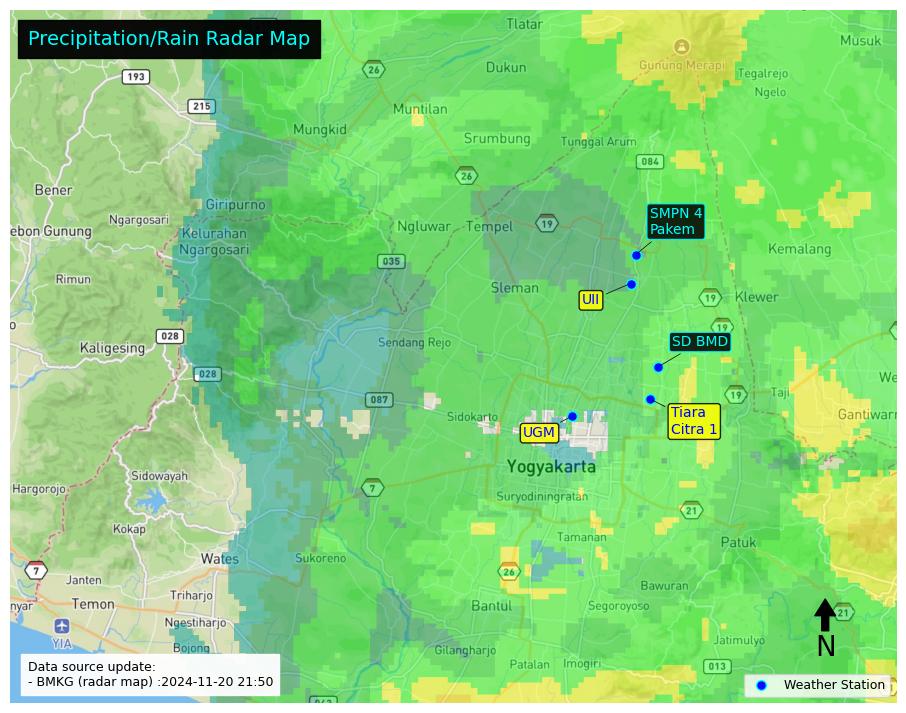 Precipitation/Rain Radar Map
Tlatar
Musuk
193
26
Dukun
Gunung Merapi
Tegalrejo
Ngelo
215
Muntilan
Mungkid
Srumbung
Tunggal Arum
084
26
Bener
Giripurno
SMPN 4
Pakem
Ngargosari
Ngluwar
Tempel
19
ebon Gunung
Kelurahan
Ngargosari
Kemalang
035
Rimun
Sleman
UII
19
Klewer
19
028
Sendang Rejo
SD BMD
Kaligesing
028
087
19
Taji
We
Sidokarto
Tiara
Citra 1
Gantiwarn
UGM
Yogyakarta
Sidowayah
Hargorojo
7
Suryodiningratan
21
Kokap
Tamanan
Patuk
Wates
Sukoreno
7
Janten
26
Bawuran
Triharjo
nyar
Temon
Bantul
Segoroyoso
21
Ngestiharjo
YIA
N
Jatimulyo
Bojong
Gilangharjo
Patalan
Imogiri
013
Data source update:
- BMKG (radar map) :2024-11-20 21:50
Weather Station